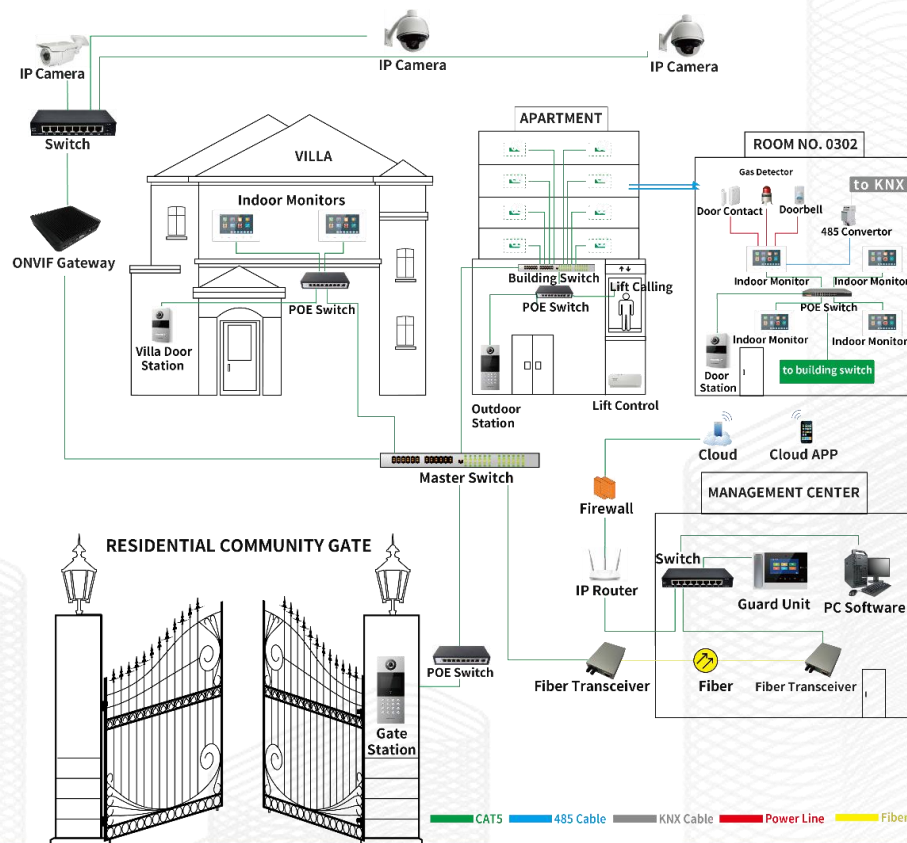 IP Camera
IP Camera
IP Camera
Switch
ONVIF Gateway
VILLA
Indoor Monitors
POE Switch
Villa Door
Station
APARTMENT
Building Switch
Lift Calling
POE Switch
Outdoor
Station
Lift Control
ROOM NO. 0302
Gas Detector
to KNX
Door Contact
Doorbell
485 Convertor
Indoor Monitor
Indoor Monitor
POE Switch
Indoor Monitor
Indoor Monitor
Door
Station
to building switch
Master Switch
Cloud
Cloud APP
Firewall
IP Router
MANAGEMENT CENTER
Switch
Guard Unit
PC Software
Fiber Transceiver
Fiber
Fiber Transceiver
RESIDENTIAL COMMUNITY GATE
POE Switch
Gate
Station
CAT5
485 Cable
KNX Cable
Power Line
Fiber